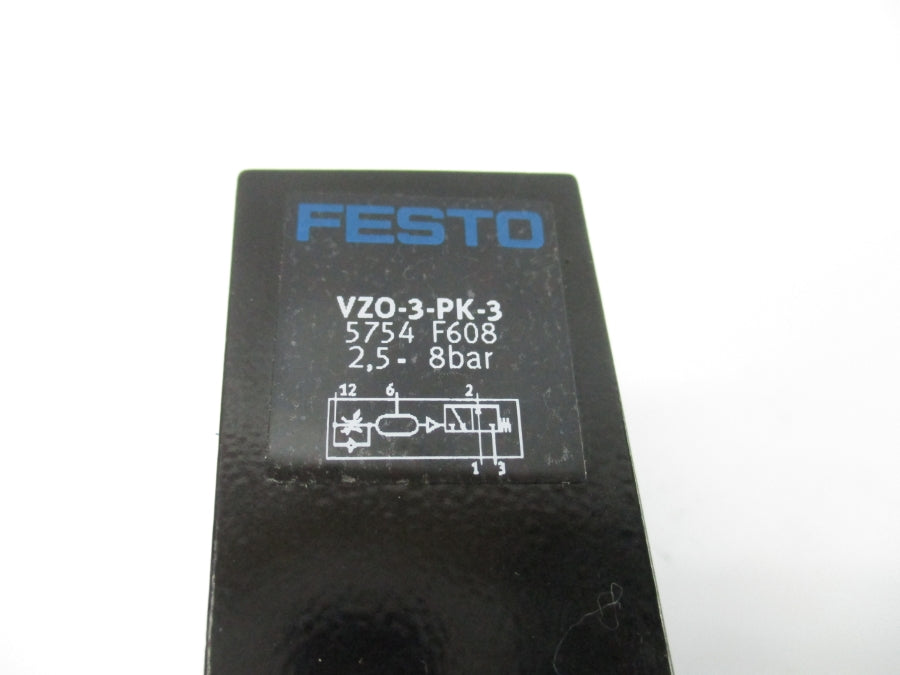 FESTO
VZO-3-PK-3
5754 F608
2,5- 8bar
12 6 2
1 3